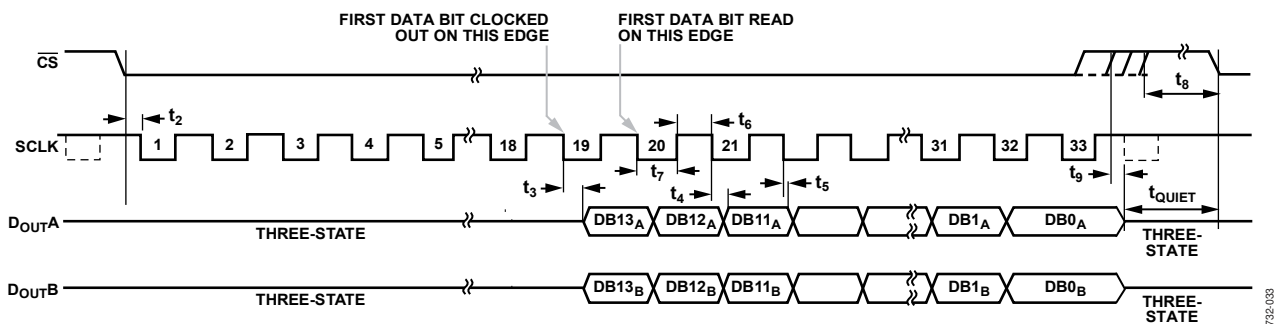 FIRST DATA BIT CLOCKED
OUT ON THIS EDGE
FIRST DATA BIT READ
ON THIS EDGE
CS
t8
t2
t6
SCLK
1 2 3 4 5 18 19 20 21 31 32 33
t3
t7
t4
t5
t9
tQUIET
DOUTA
THREE-STATE
DB13A DB12A DB11A DB1A DB0A
THREE-
STATE
DOUTB
THREE-STATE
DB13B DB12B DB11B DB1B DB0B
THREE-
STATE
732-033